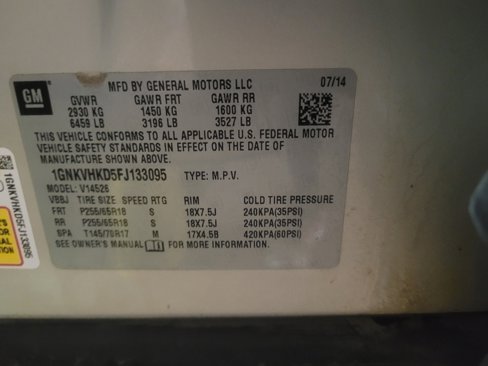 GM
MFD BY GENERAL MOTORS LLC 07/14
GVWR GAWR FRT GAWR RR
2930 KG 1450 KG 1600 KG
6459 LB 3196 LB 3527 LB
THIS VEHICLE CONFORMS TO ALL APPLICABLE U.S. FEDERAL MOTOR
VEHICLE SAFETY STANDARDS IN EFFECT ON THE DATE OF
MANUFACTURE SHOWN ABOVE.
1GNKVHKD5FJ133095 TYPE: M.P.V.
MODEL: V14526
VBBJ TIRE SIZE SPEED RTG RIM COLD TIRE PRESSURE
FRT P255/65R18 S 18X7.5J 240KPA(35PSI)
RR P255/65R18 S 18X7.5J 240KPA(35PSI)
SPA T145/70R17 M 17X4.5B 420KPA(60PSI)
SEE OWNER'S MANUAL FOR MORE INFORMATION.
1GNKVHKD5FJ133095